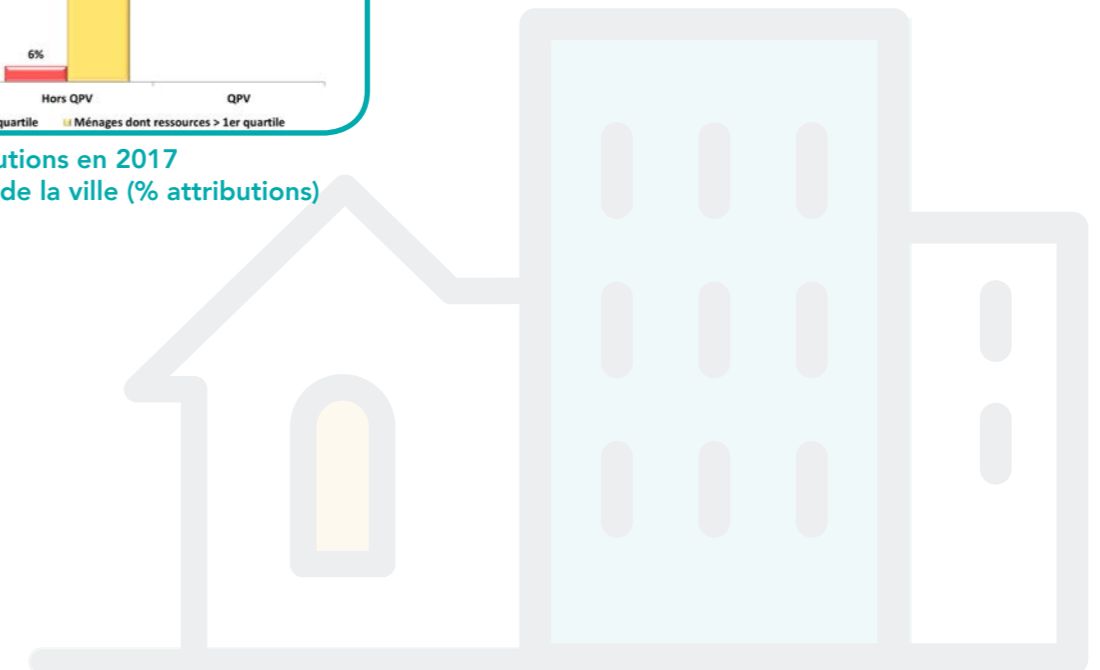 6%
Hors QPV QPV
quartile Ménages dont ressources > 1er quartile
utions en 2017
de la ville (% attributions)